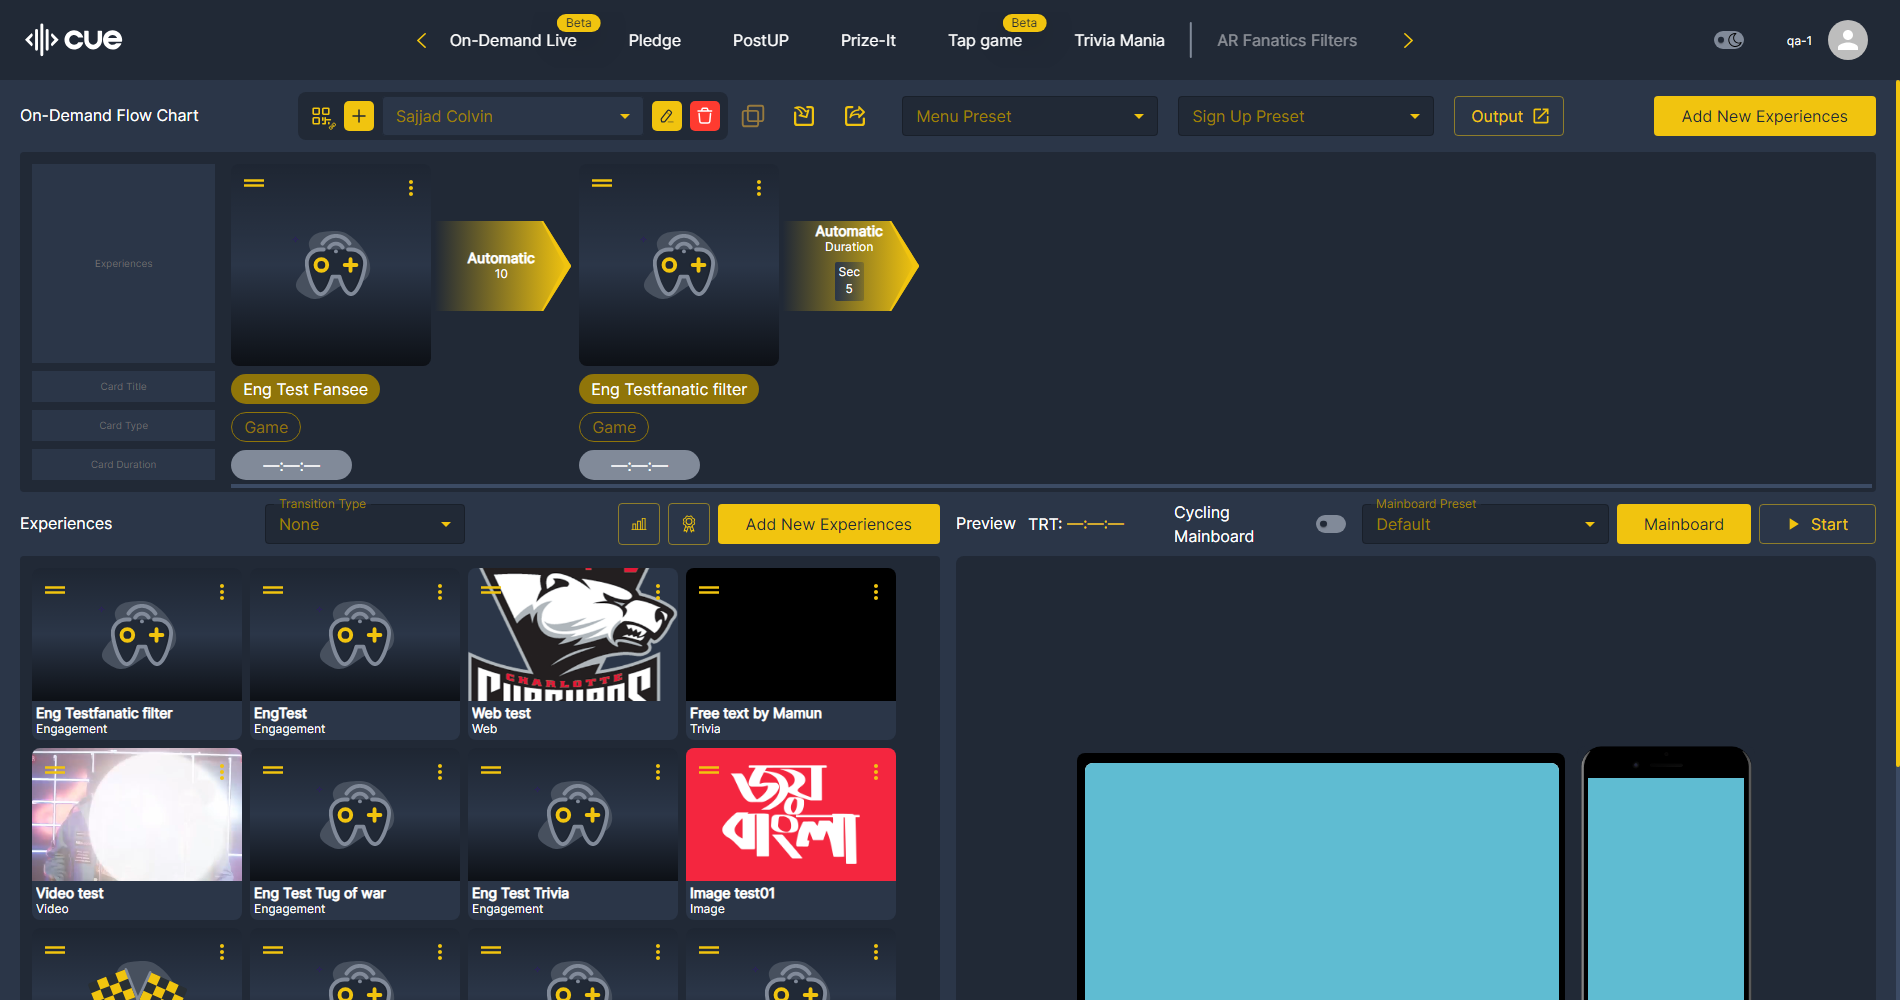 cue
On-Demand Live
Beta
Pledge
PostUP
Prize-It
Tap game
Beta
Trivia Mania
AR Fanatics Filters
qa-1
On-Demand Flow Chart
Sajjad Colvin
Menu Preset
Sign Up Preset
Output
Add New Experiences
Experiences
Card Title
Card Type
Card Duration
Automatic
10
Automatic
Duration
Sec
5
Eng Test Fansee
Eng Testfanatic filter
Game
Game
—:—:—
—:—:—
Experiences
Transition Type
None
Add New Experiences
Preview
TRT: —:—:—
Cycling
Mainboard
Mainboard Preset
Default
Mainboard
Start
CHARLOTTE
Eng Testfanatic filter
Engagement
EngTest
Engagement
Web test
Web
Free text by Mamun
Trivia
জয়
বাংলা
Video test
Video
Eng Test Tug of war
Engagement
Eng Test Trivia
Engagement
Image test01
Image